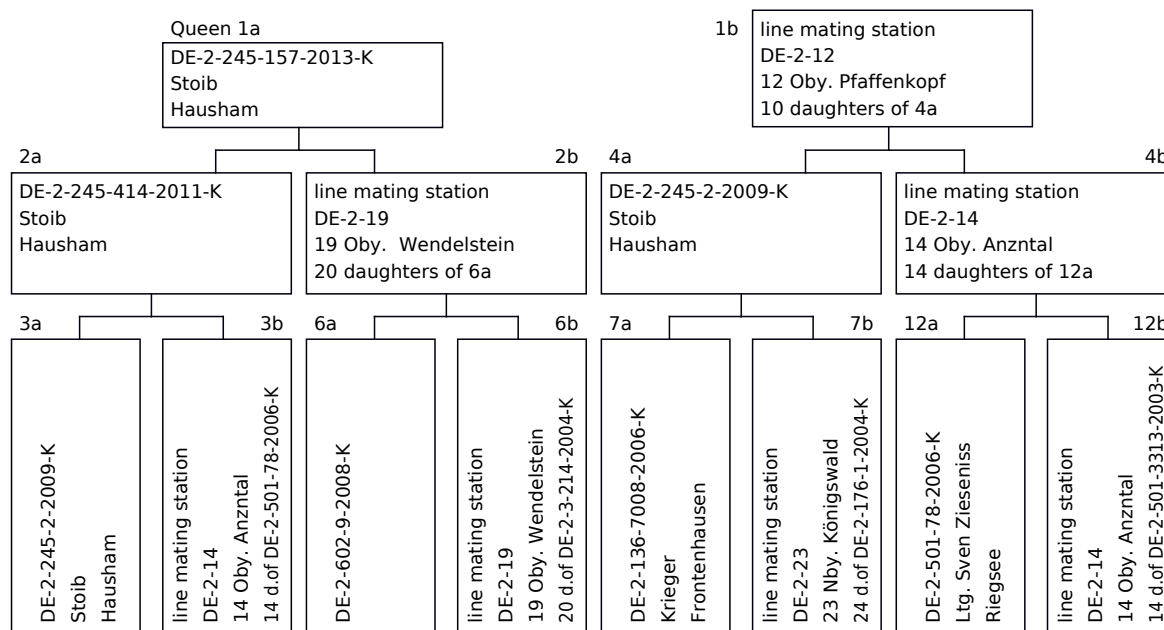 Queen 1a
DE-2-245-157-2013-K
Stoib
Hausham
1b
line mating station
DE-2-12
12 Oby. Pfaffenkopf
10 daughters of 4a
2a
DE-2-245-414-2011-K
Stoib
Hausham
2b
line mating station
DE-2-19
19 Oby.  Wendelstein
20 daughters of 6a
4a
DE-2-245-2-2009-K
Stoib
Hausham
4b
line mating station
DE-2-14
14 Oby. Anzntal
14 daughters of 12a
3a
DE-2-245-2-2009-K
Stoib
Hausham
3b
line mating station
DE-2-14
14 Oby. Anzntal
14 d.of DE-2-501-78-2006-K
6a
DE-2-602-9-2008-K
6b
line mating station
DE-2-19
19 Oby. Wendelstein
20 d.of DE-2-3-214-2004-K
7a
DE-2-136-7008-2006-K
Krieger
Frontenhausen
7b
line mating station
DE-2-23
23 Nby. Königswald
24 d.of DE-2-176-1-2004-K
12a
DE-2-501-78-2006-K
Ltg. Sven Zieseniss
Riegsee
12b
line mating station
DE-2-14
14 Oby. Anzntal
14 d.of DE-2-501-3313-2003-K